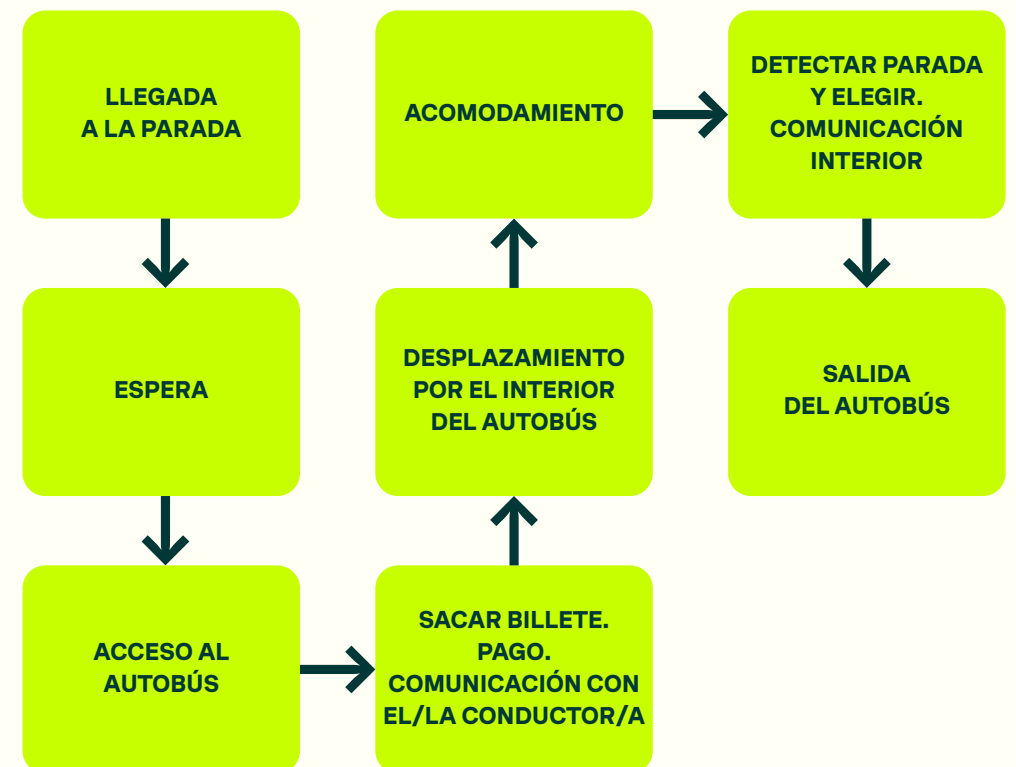 LLEGADA
A LA PARADA
ESPERA
ACCESO AL
AUTOBÚS
SACAR BILLETE.
PAGO.
COMUNICACIÓN CON
EL/LA CONDUCTOR/A
DESPLAZAMIENTO
POR EL INTERIOR
DEL AUTOBÚS
ACOMODAMIENTO
DETECTAR PARADA
Y ELEGIR.
COMUNICACIÓN
INTERIOR
SALIDA
DEL AUTOBÚS